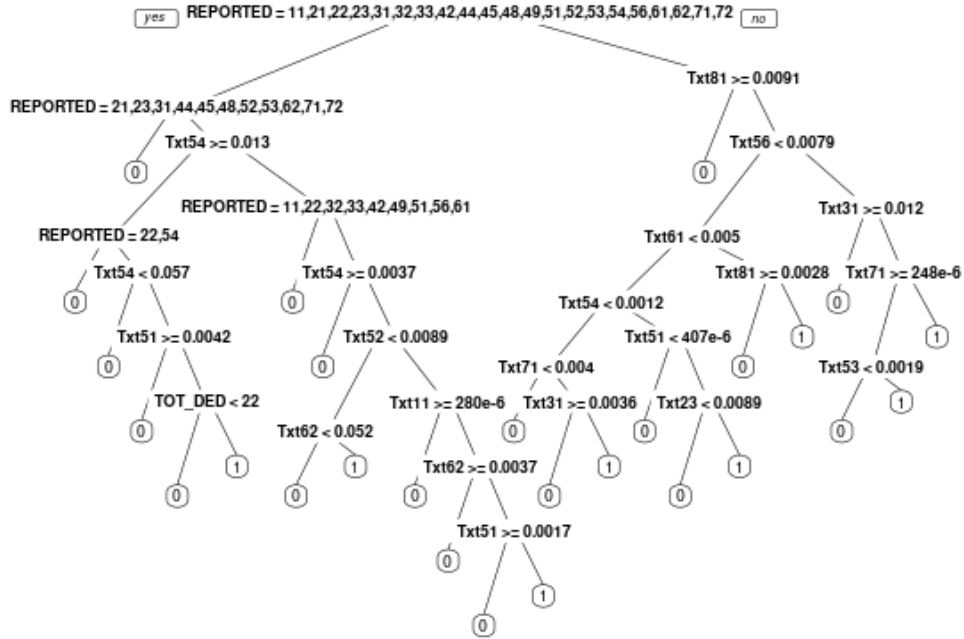 yes REPORTED = 11,21,22,23,31,32,33,42,44,45,48,49,51,52,53,54,56,61,62,71,72 no
Txt81 >= 0.0091
REPORTED = 21,23,31,44,45,48,52,53,62,71,72
Txt54 >= 0.013 Txt56 < 0.0079
0 0
REPORTED = 11,22,32,33,42,49,51,56,61 Txt31 >= 0.012
REPORTED = 22,54 Txt61 < 0.005
Txt54 < 0.057 Txt54 >= 0.0037 Txt81 >= 0.0028 Txt71 >= 248e-6
0 0 Txt54 < 0.0012 0
Txt51 >= 0.0042 Txt52 < 0.0089 Txt51 < 407e-6 1 1
0 0 Txt71 < 0.004 0 Txt53 < 0.0019
TOT_DED < 22 Txt11 >= 280e-6 Txt31 >= 0.0036 Txt23 < 0.0089 1
0 Txt62 < 0.052 0 0 0
1 1 Txt62 >= 0.0037 1 1
0 0 0 0 0
Txt51 >= 0.0017
0
1
0